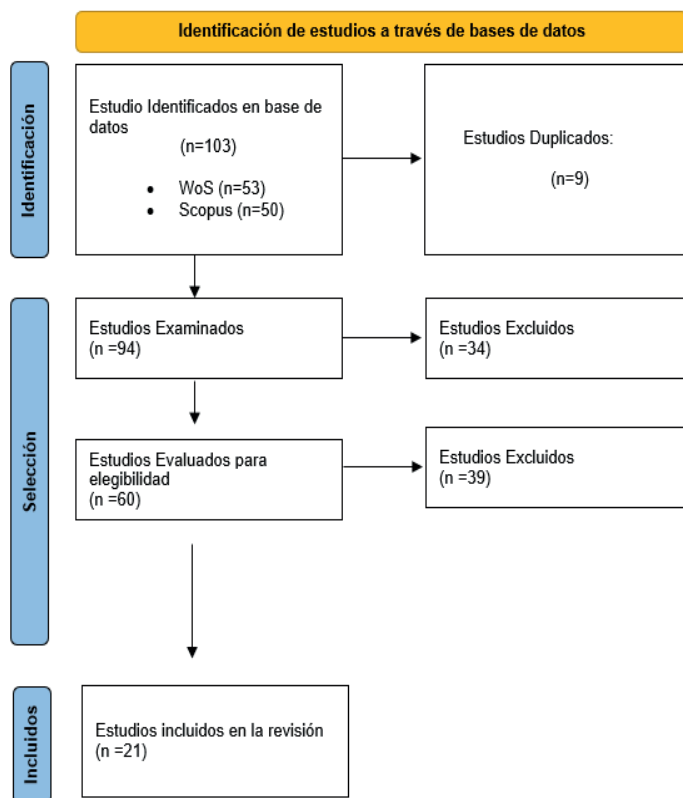 Identificación de estudios a través de bases de datos
Identificación
Estudio Identificados en base de
datos
(n=103)
• WoS (n=53)
• Scopus (n=50)
Estudios Duplicados:
(n=9)
Selección
Estudios Examinados
(n =94)
Estudios Excluidos
(n =34)
Estudios Evaluados para
elegibilidad
(n =60)
Estudios Excluidos
(n =39)
Incluidos
Estudios incluidos en la revisión
(n =21)